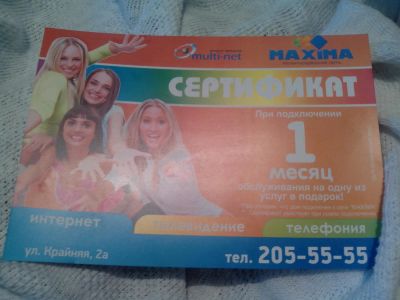 multi-net
MAXIMA
СЕРТИФИКАТ
При подключении
1
месяц
обслуживания на одну из
услуг в подарок!
интернет
телевидение
телефония
ул. Крайняя, 2а
тел. 205-55-55